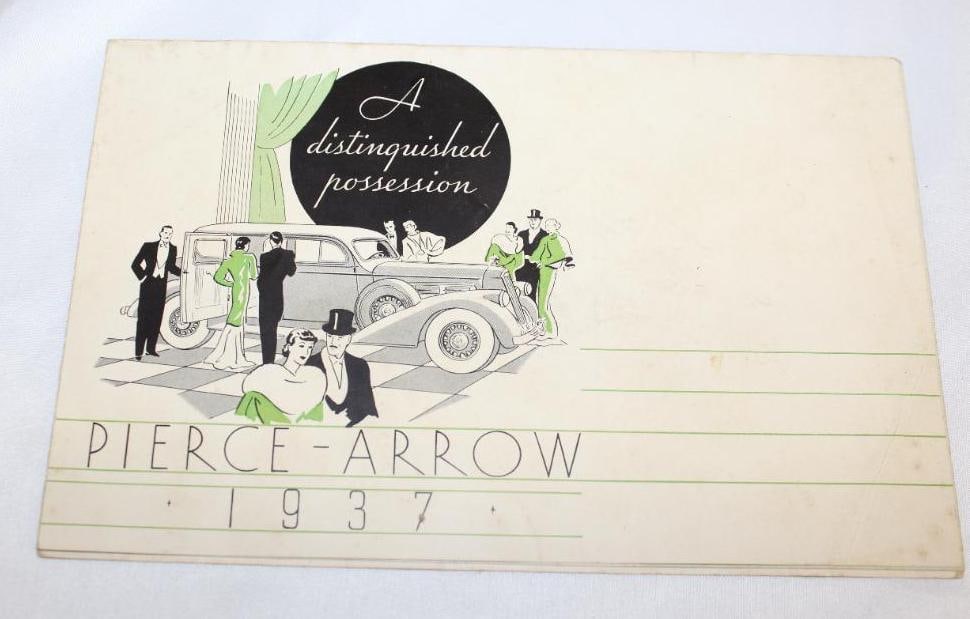 A
distinguished
possession
PIERCE-ARROW
1937